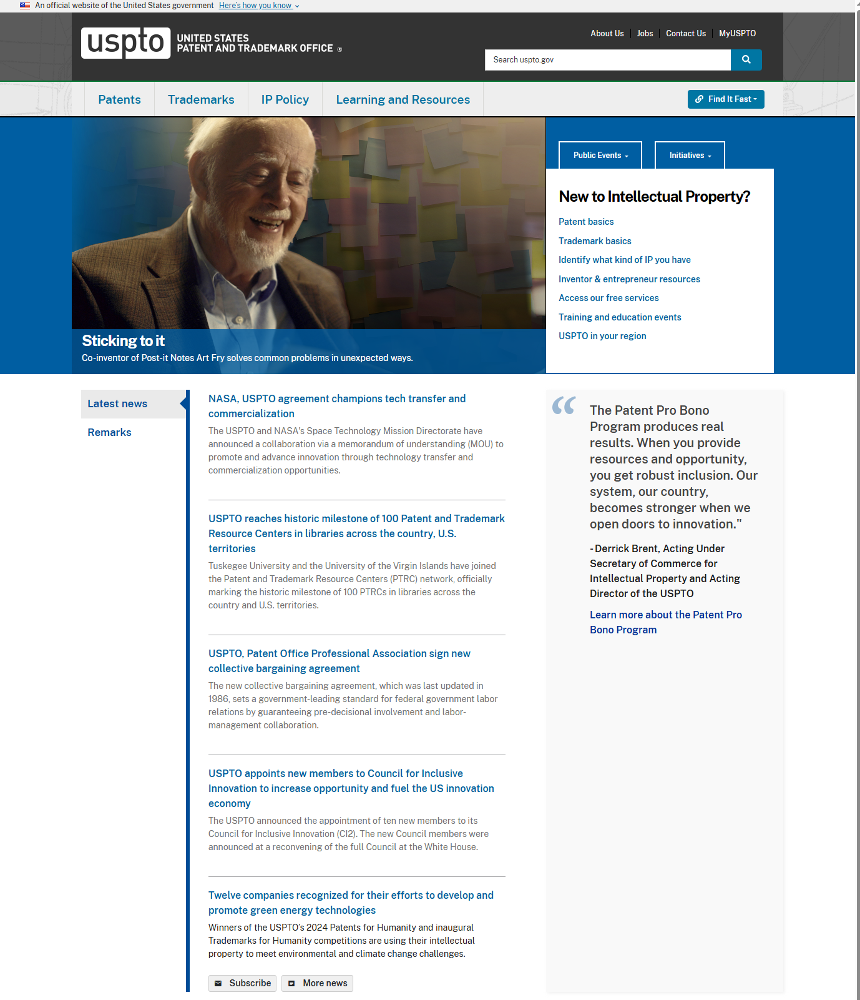 An official website of the United States government Here's how you know
uspto UNITED STATES
PATENT AND TRADEMARK OFFICE ®
About Us Jobs Contact Us MyUSPTO
Search uspto.gov
Patents Trademarks IP Policy Learning and Resources Find It Fast
Public Events Initiatives
New to Intellectual Property?
Patent basics
Trademark basics
Identify what kind of IP you have
Inventor & entrepreneur resources
Access our free services
Training and education events
USPTO in your region
Sticking to it
Co-inventor of Post-it Notes Art Fry solves common problems in unexpected ways.
Latest news
Remarks
NASA, USPTO agreement champions tech transfer and
commercialization
The USPTO and NASA's Space Technology Mission Directorate have
announced a collaboration via a memorandum of understanding (MOU) to
promote and advance innovation through technology transfer and
commercialization opportunities.
USPTO reaches historic milestone of 100 Patent and Trademark
Resource Centers in libraries across the country, U.S.
territories
Tuskegee University and the University of the Virgin Islands have joined
the Patent and Trademark Resource Centers (PTRC) network, officially
marking the historic milestone of 100 PTRCs in libraries across the
country and U.S. territories.
USPTO, Patent Office Professional Association sign new
collective bargaining agreement
The new collective bargaining agreement, which was last updated in
1986, sets a government-leading standard for federal government labor
relations by guaranteeing pre-decisional involvement and labor-
management collaboration.
USPTO appoints new members to Council for Inclusive
Innovation to increase opportunity and fuel the US innovation
economy
The USPTO announced the appointment of ten new members to its
Council for Inclusive Innovation (CI2). The new Council members were
announced at a reconvening of the full Council at the White House.
Twelve companies recognized for their efforts to develop and
promote green energy technologies
Winners of the USPTO's 2024 Patents for Humanity and inaugural
Trademarks for Humanity competitions are using their intellectual
property to meet environmental and climate change challenges.
Subscribe More news
“ The Patent Pro Bono
Program produces real
results. When you provide
resources and opportunity,
you get robust inclusion. Our
system, our country,
becomes stronger when we
open doors to innovation."
- Derrick Brent, Acting Under
Secretary of Commerce for
Intellectual Property and Acting
Director of the USPTO
Learn more about the Patent Pro
Bono Program